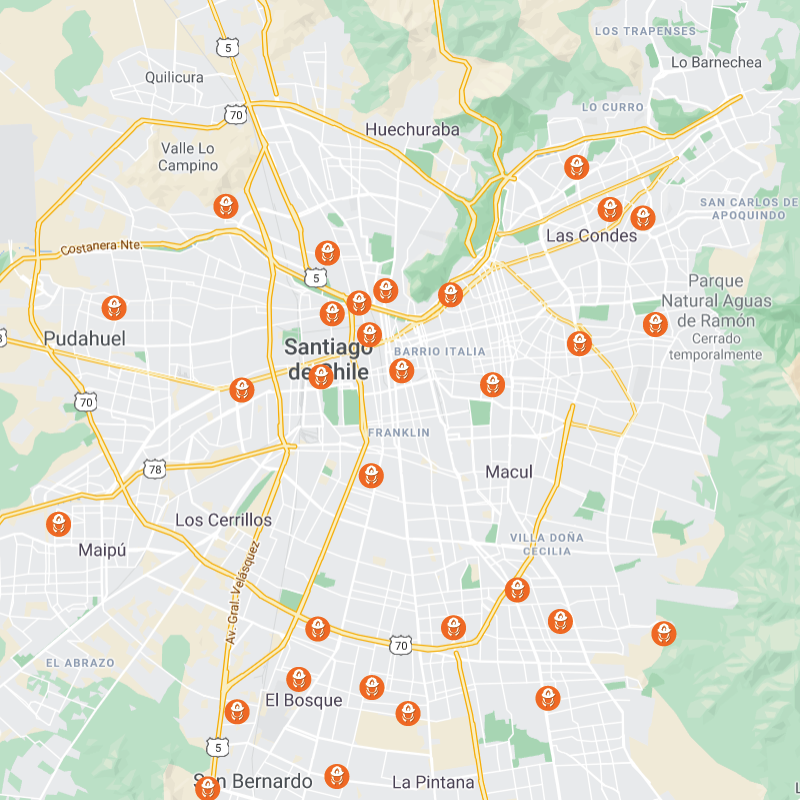 LOS TRAPENSES
5
Lo Barnechea
Quilicura
LO CURRO
70
Huechuraba
Valle Lo
Campino
SAN CARLOS DE
APOQUINDO
Las Condes
Costanera Nte.
5
Parque
Natural Aguas
de Ramón
Cerrado
temporalmente
Pudahuel
Santiago
de Chile
BARRIO ITALIA
70
FRANKLIN
78
Macul
Los Cerrillos
Maipú
VILLA DOÑA
CECILIA
Av. Gral. Velásquez
70
EL ABRAZO
El Bosque
5
San Bernardo
La Pintana